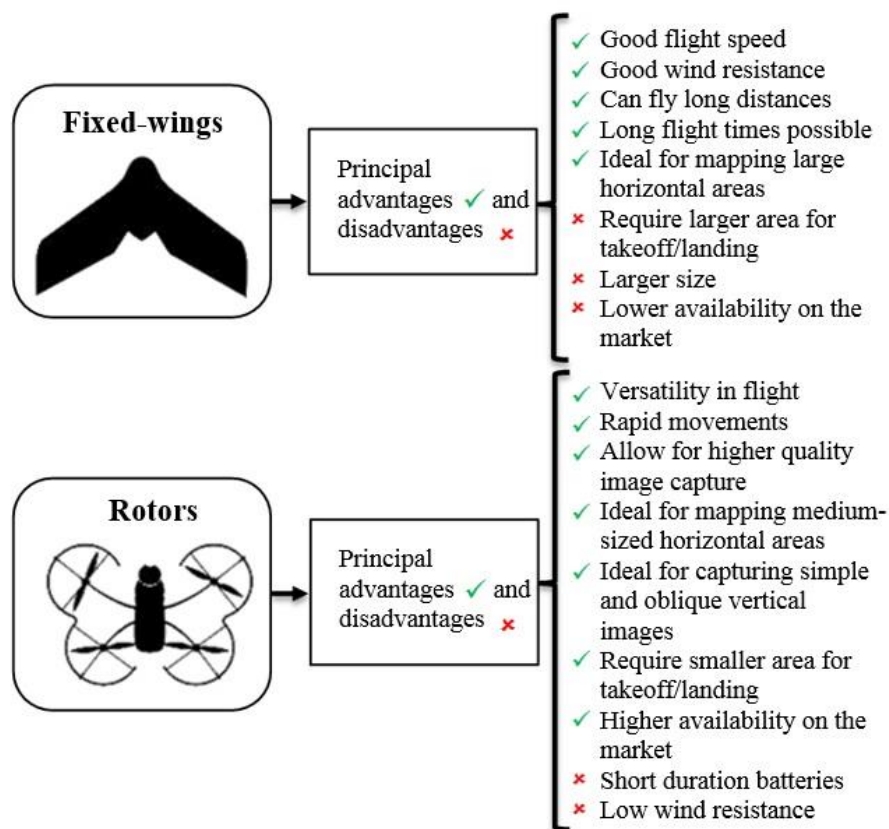 Fixed-wings
Principal
advantages ✓ and
disadvantages ×
✓ Good flight speed
✓ Good wind resistance
✓ Can fly long distances
✓ Long flight times possible
✓ Ideal for mapping large
horizontal areas
× Require larger area for
takeoff/landing
× Larger size
× Lower availability on the
market
Rotors
Principal
advantages ✓ and
disadvantages ×
✓ Versatility in flight
✓ Rapid movements
✓ Allow for higher quality
image capture
✓ Ideal for mapping medium-
sized horizontal areas
✓ Ideal for capturing simple
and oblique vertical
images
✓ Require smaller area for
takeoff/landing
✓ Higher availability on the
market
× Short duration batteries
× Low wind resistance